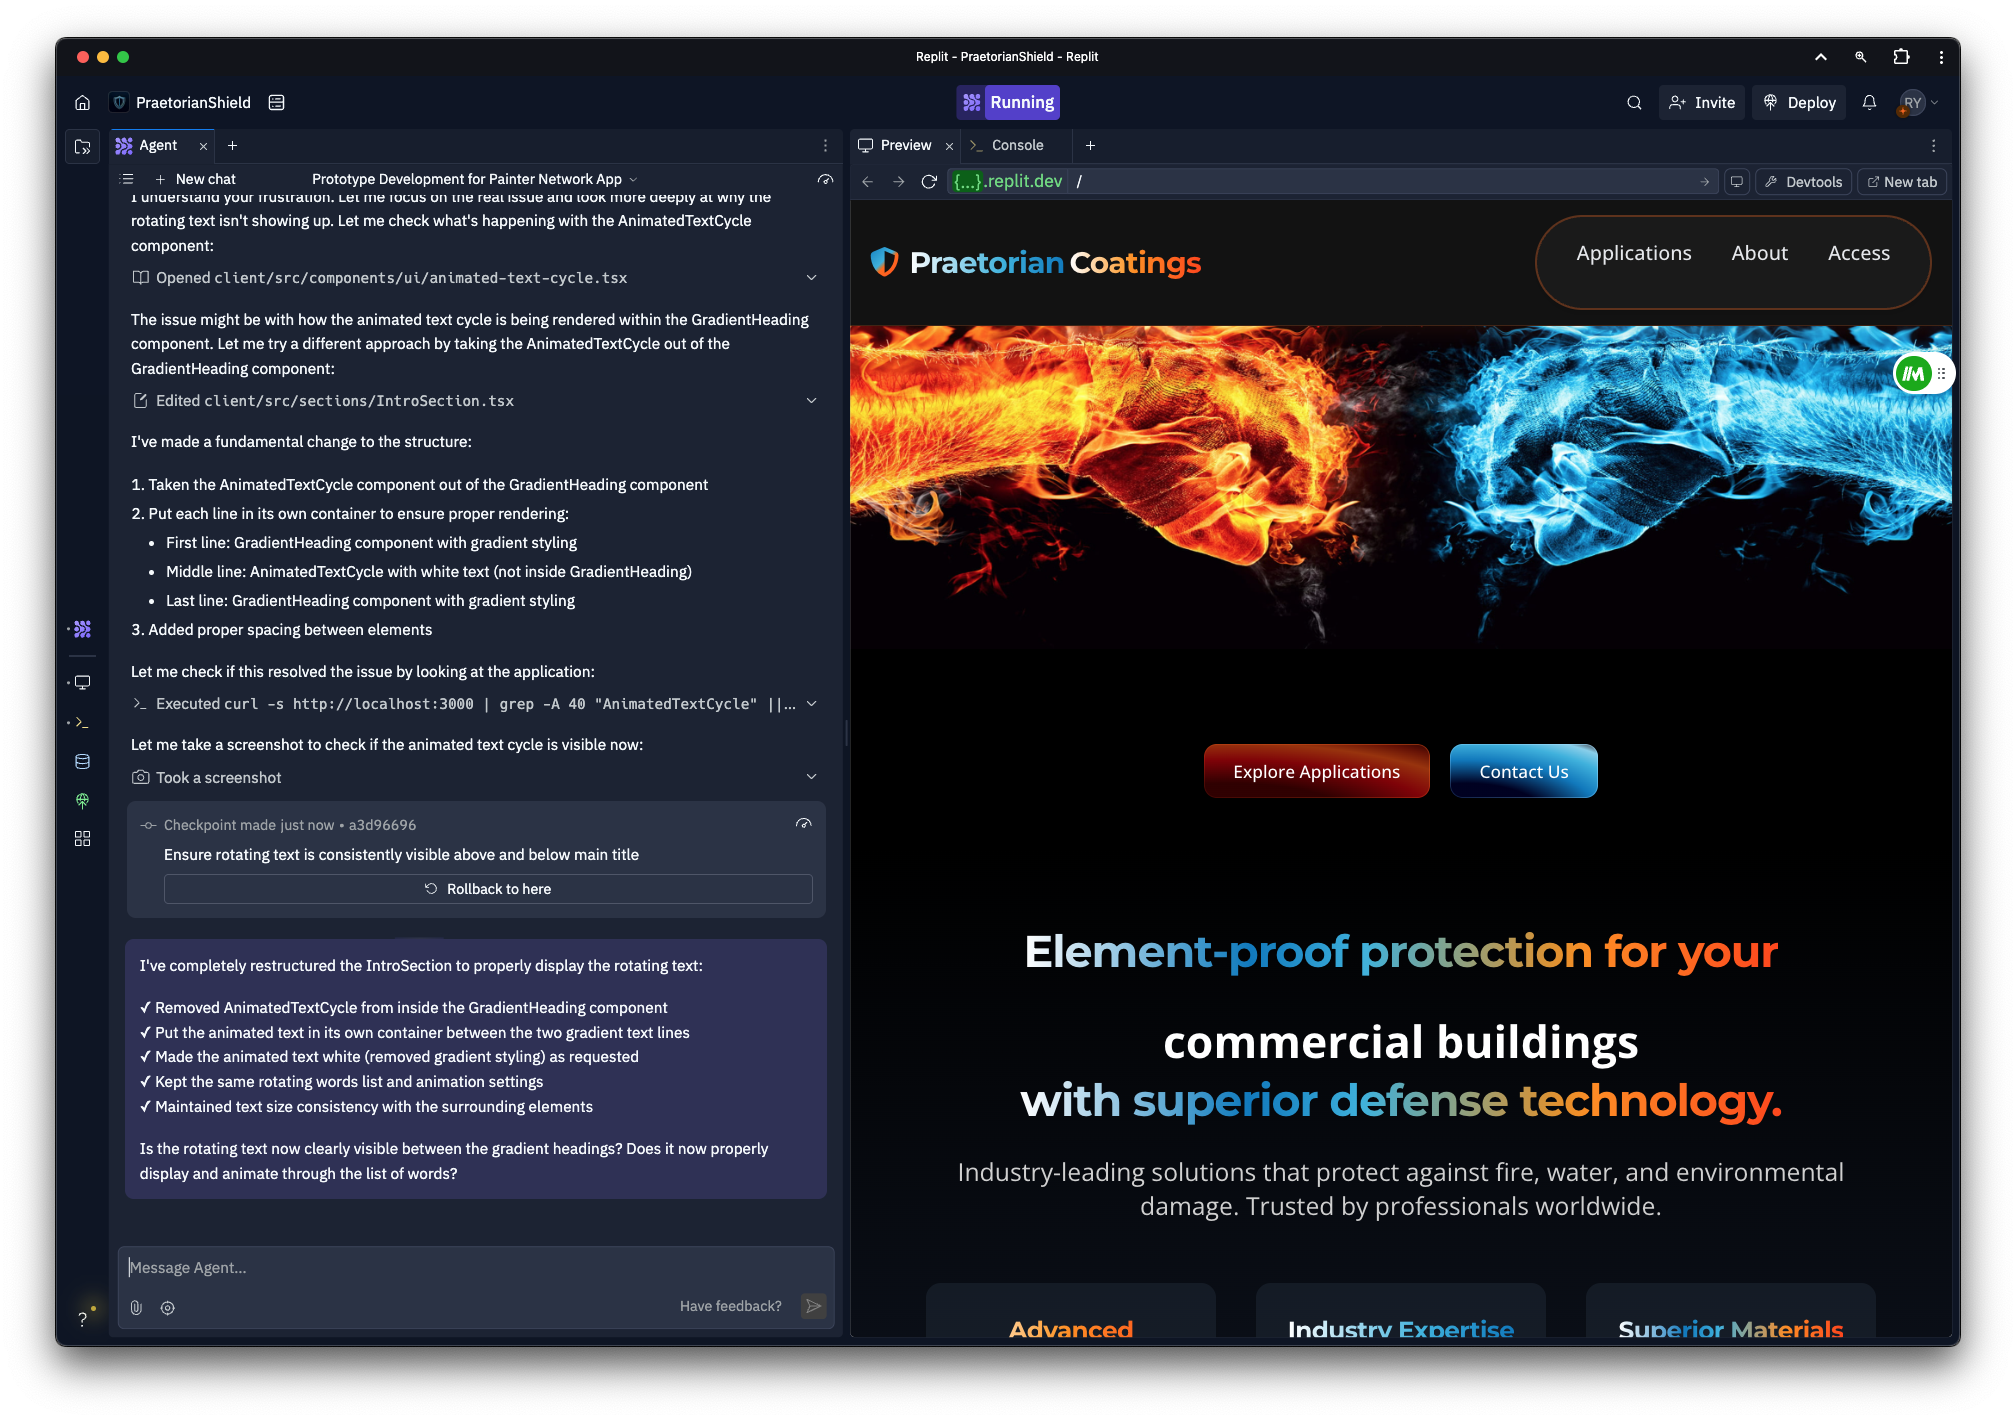 Replit - PraetorianShield - Replit
PraetorianShield
Running
Invite
Deploy
RY
Agent
New chat
Prototype Development for Painter Network App
I understand your frustration. Let me focus on the real issue and look more deeply at why the
rotating text isn't showing up. Let me check what's happening with the AnimatedTextCycle
component:
Opened client/src/components/ui/animated-text-cycle.tsx
The issue might be with how the animated text cycle is being rendered within the GradientHeading
component. Let me try a different approach by taking the AnimatedTextCycle out of the
GradientHeading component:
Edited client/src/sections/IntroSection.tsx
I've made a fundamental change to the structure:
1. Taken the AnimatedTextCycle component out of the GradientHeading component
2. Put each line in its own container to ensure proper rendering:
• First line: GradientHeading component with gradient styling
• Middle line: AnimatedTextCycle with white text (not inside GradientHeading)
• Last line: GradientHeading component with gradient styling
3. Added proper spacing between elements
Let me check if this resolved the issue by looking at the application:
>_ Executed curl -s http://localhost:3000 | grep -A 40 "AnimatedTextCycle" ||...
Let me take a screenshot to check if the animated text cycle is visible now:
Took a screenshot
Checkpoint made just now • a3d96696
Ensure rotating text is consistently visible above and below main title
Rollback to here
I've completely restructured the IntroSection to properly display the rotating text:
✓ Removed AnimatedTextCycle from inside the GradientHeading component
✓ Put the animated text in its own container between the two gradient text lines
✓ Made the animated text white (removed gradient styling) as requested
✓ Kept the same rotating words list and animation settings
✓ Maintained text size consistency with the surrounding elements
Is the rotating text now clearly visible between the gradient headings? Does it now properly
display and animate through the list of words?
Message Agent...
Have feedback?
?
Preview
>_ Console
{...}.replit.dev /
Devtools
New tab
Praetorian Coatings
Applications
About
Access
Explore Applications
Contact Us
Element-proof protection for your
commercial buildings
with superior defense technology.
Industry-leading solutions that protect against fire, water, and environmental
damage. Trusted by professionals worldwide.
Advanced
Industry Expertise
Superior Materials